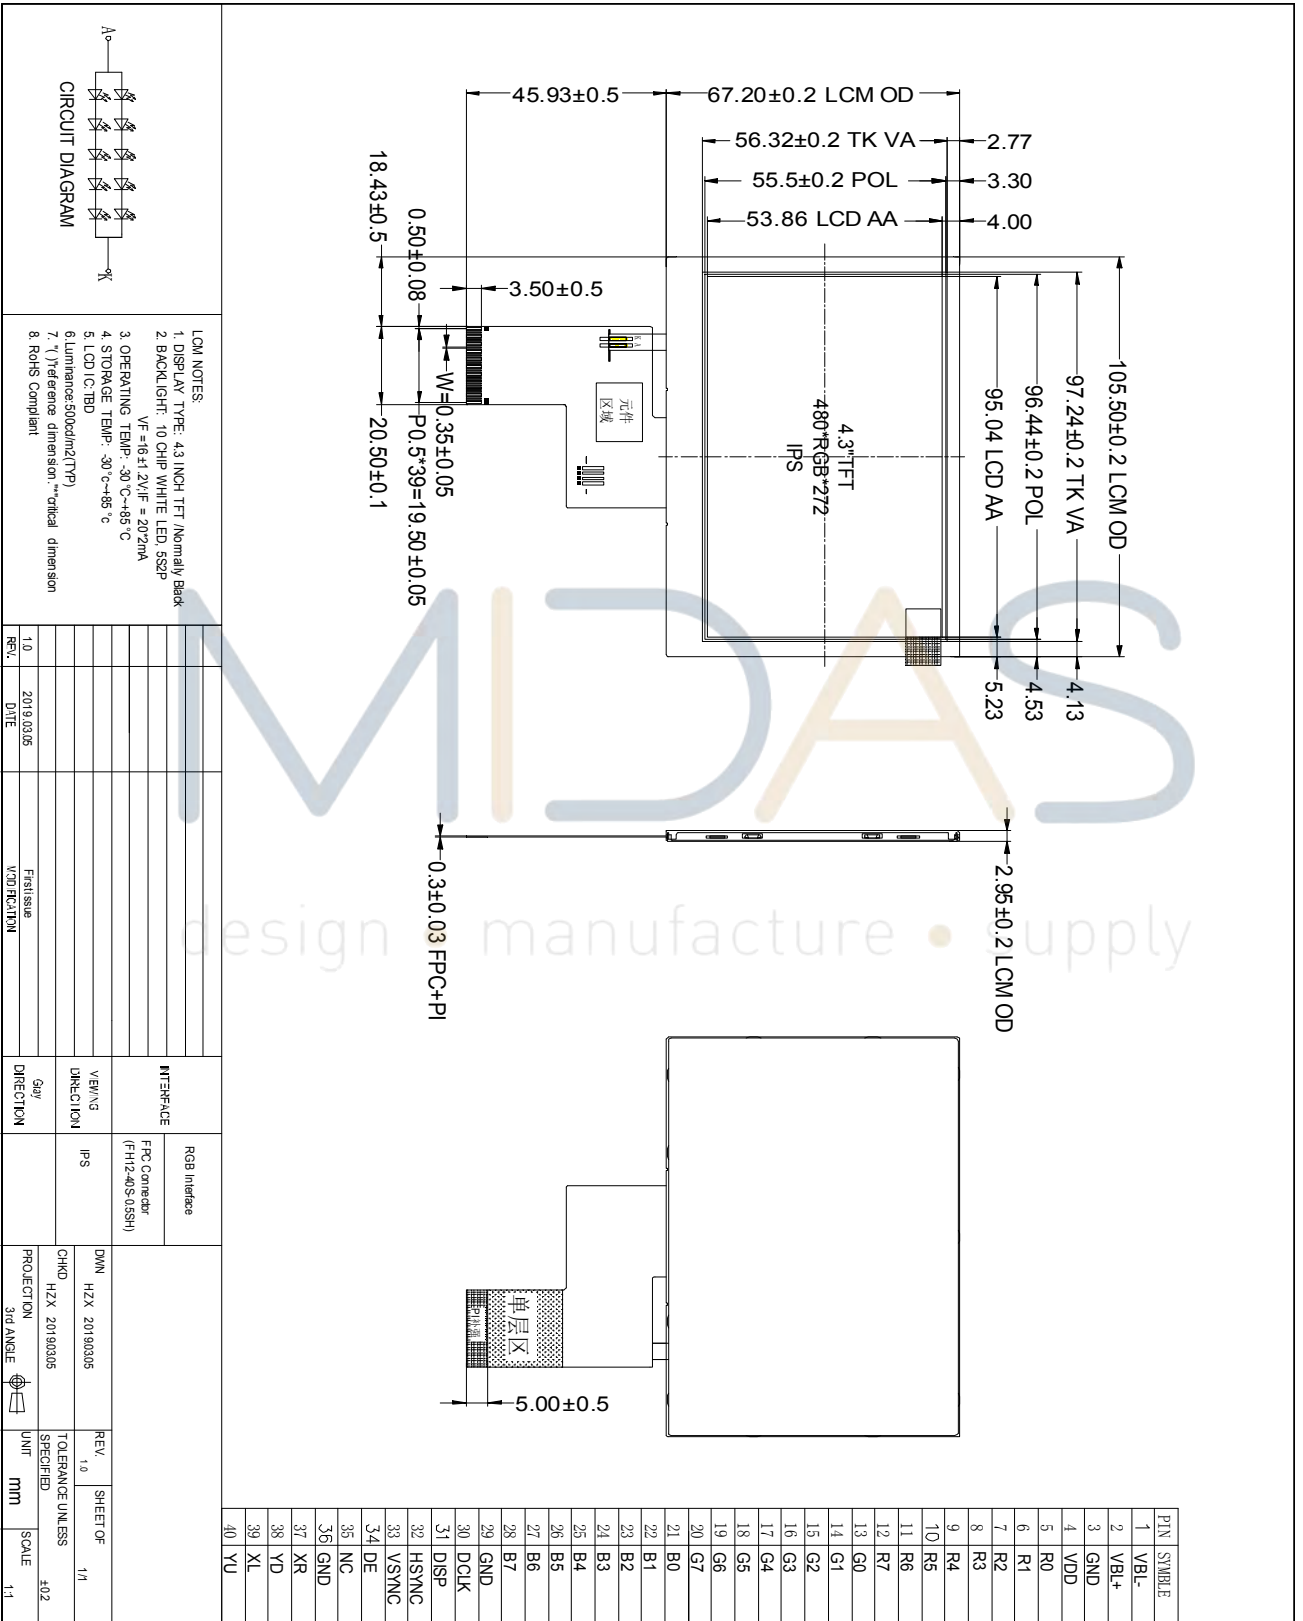 105.50±0.2 LCM OD
97.24±0.2 TK VA
96.44±0.2 POL
95.04 LCD AA
4.13
4.53
5.23
2.77
3.30
4.00
67.20±0.2 LCM OD
56.32±0.2 TK VA
55.5±0.2 POL
53.86 LCD AA
45.93±0.5
4.3"TFT
480*RGB*272
IPS
K A
元件
区域
3.50±0.5
18.43±0.5
0.50±0.08
W=0.35±0.05
P0.5*39=19.50±0.05
20.50±0.1
2.95±0.2 LCM OD
0.3±0.03 FPC+PI
单层区
PI补强
5.00±0.5
MIDAS
design • manufacture • supply
PIN SYMBLE
1 VBL-
2 VBL+
3 GND
4 VDD
5 R0
6 R1
7 R2
8 R3
9 R4
10 R5
11 R6
12 R7
13 G0
14 G1
15 G2
16 G3
17 G4
18 G5
19 G6
20 G7
21 B0
22 B1
23 B2
24 B3
25 B4
26 B5
27 B6
28 B7
29 GND
30 DCLK
31 DISP
32 HSYNC
33 VSYNC
34 DE
35 NC
36 GND
37 XR
38 YD
39 XL
40 YU
A
K
CIRCUIT DIAGRAM
LCM NOTES:
1. DISPLAY TYPE: 4.3 INCH TFT /Normally Black
2. BACKLIGHT: 10 CHIP WHITE LED, 5S2P
VF =16±1.2V,IF = 20*2mA
3. OPERATING TEMP: -30°C~+85°C
4. STORAGE TEMP: -30°c~+85°c
5. LCD IC:TBD
6.Luminance:500cd/m2(TYP)
7. "( )"reference dimension."*"critical dimension
8. RoHS Compliant
1.0 2019.03.05 First issue
REV. DATE MODIFICATION
INTERFACE
RGB Interface
FPC Connector
(FH12-40S-0.5SH)
VIEWING
DIRECTION
IPS
Gray
DIRECTION
DWN HZX 20190305
CHKD HZX 20190305
PROJECTION
3rd ANGLE
REV. 1.0
SHEET OF 1/1
TOLERANCE UNLESS
SPECIFIED ±0.2
UNIT mm
SCALE 1:1